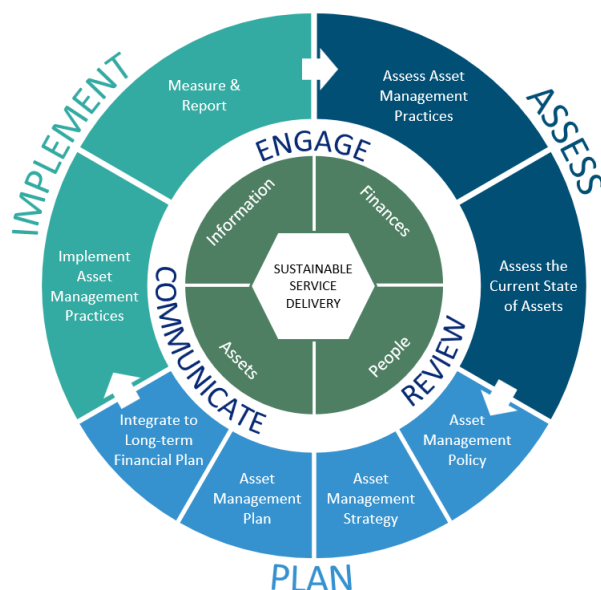 IMPLEMENT
ASSESS
PLAN
Measure &
Report
Assess Asset
Management
Practices
Assess the
Current State
of Assets
Asset
Management
Policy
Asset
Management
Strategy
Asset
Management
Plan
Integrate to
Long-term
Financial Plan
Implement
Asset
Management
Practices
ENGAGE
REVIEW
COMMUNICATE
Information
Finances
People
Assets
SUSTAINABLE
SERVICE
DELIVERY